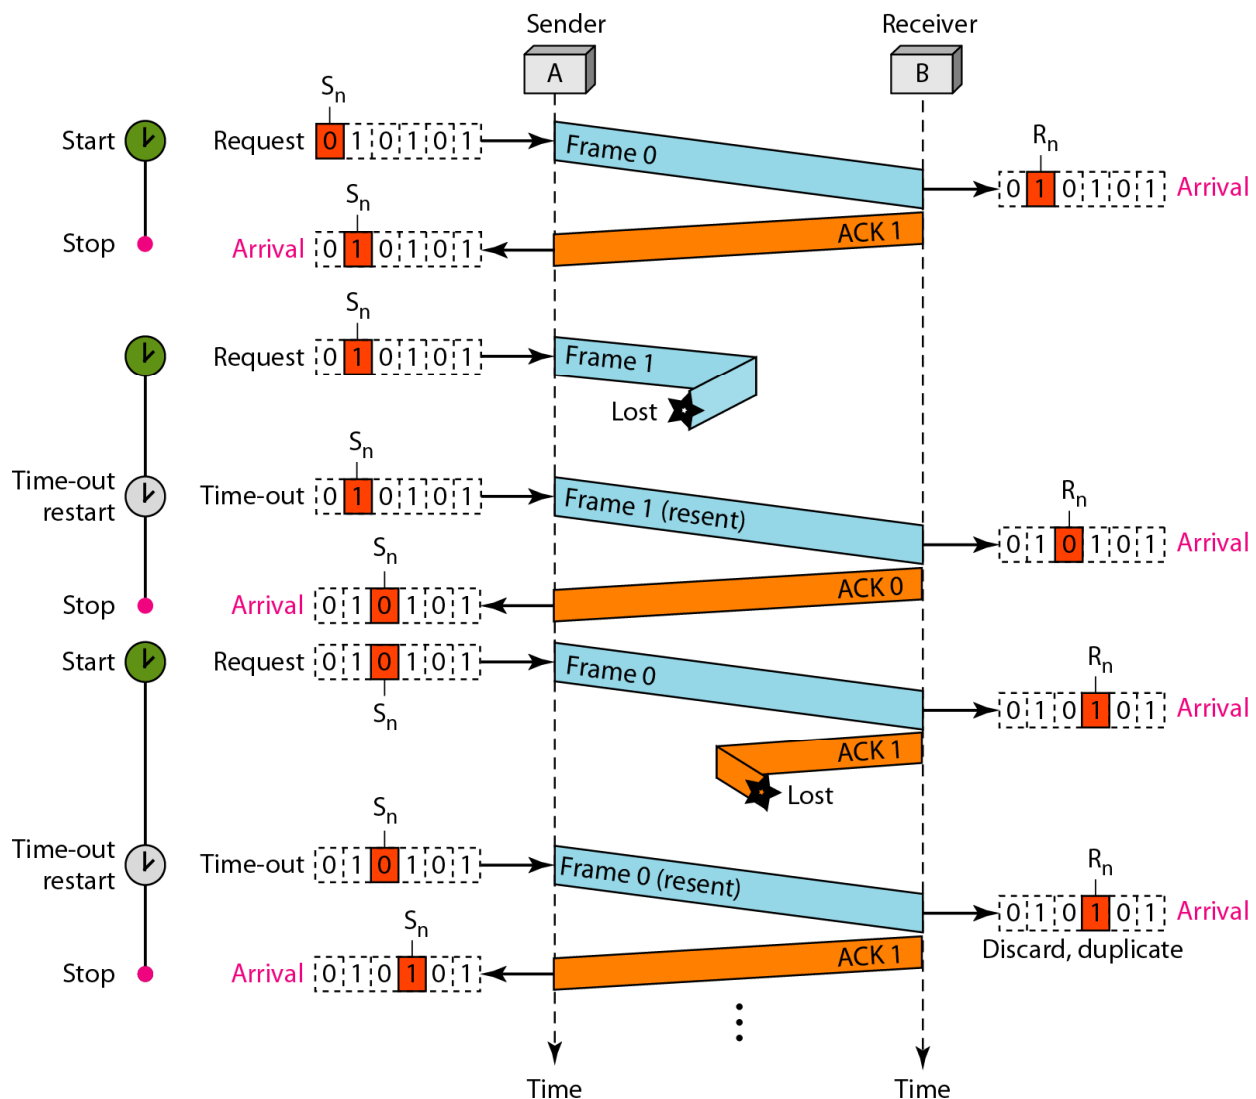 Sender Receiver
A B
Sn
Start Request 0 1 0 1 0 1 Frame 0
Rn
0 1 0 1 0 1 Arrival
Sn
Stop Arrival 0 1 0 1 0 1 ACK 1
Sn
Request 0 1 0 1 0 1 Frame 1
Lost
Sn
Time-out
restart
Time-out 0 1 0 1 0 1 Frame 1 (resent)
Rn
0 1 0 1 0 1 Arrival
Sn
Stop Arrival 0 1 0 1 0 1 ACK 0
Start Request 0 1 0 1 0 1 Frame 0
Sn
Rn
0 1 0 1 0 1 Arrival
ACK 1
Lost
Sn
Time-out
restart
Time-out 0 1 0 1 0 1 Frame 0 (resent)
Rn
0 1 0 1 0 1 Arrival
Discard, duplicate
Sn
Stop Arrival 0 1 0 1 0 1 ACK 1
Time Time